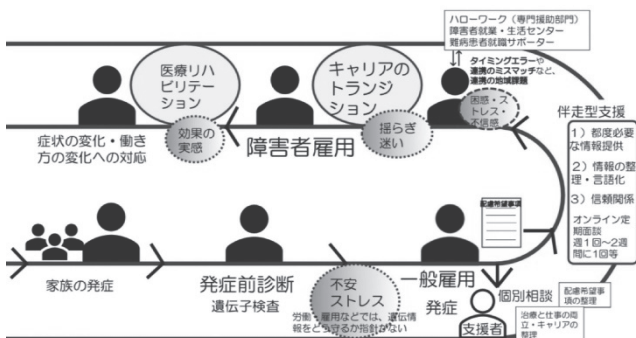 ハローワーク（専門援助部門）
障害者就業・生活センター
難病患者就職サポーター
タイミングエラーや
連携のミスマッチなど、
連携の地域課題
医療リハ
ビリテー
ション
キャリアの
トランジ
ション
困惑・ス
トレス・
不信感
伴走型支援
症状の変化・働き
方の変化への対応
効果の
実感
障害者雇用
揺らぎ
迷い
１）都度必要
な情報提供
２）情報の整
理・言語化
３）信頼関係
オンライン定
期面談
週１回～2週
間に１回等
配慮希望事項
家族の発症
発症前診断
遺伝子検査
不安
ストレス
労働・雇用などでは、遺伝情
報をどう守るか指針がない
一般雇用
発症
個別相談
支援者
配慮希望事
項の整理
治療と仕事の両
立・キャリアの
整理